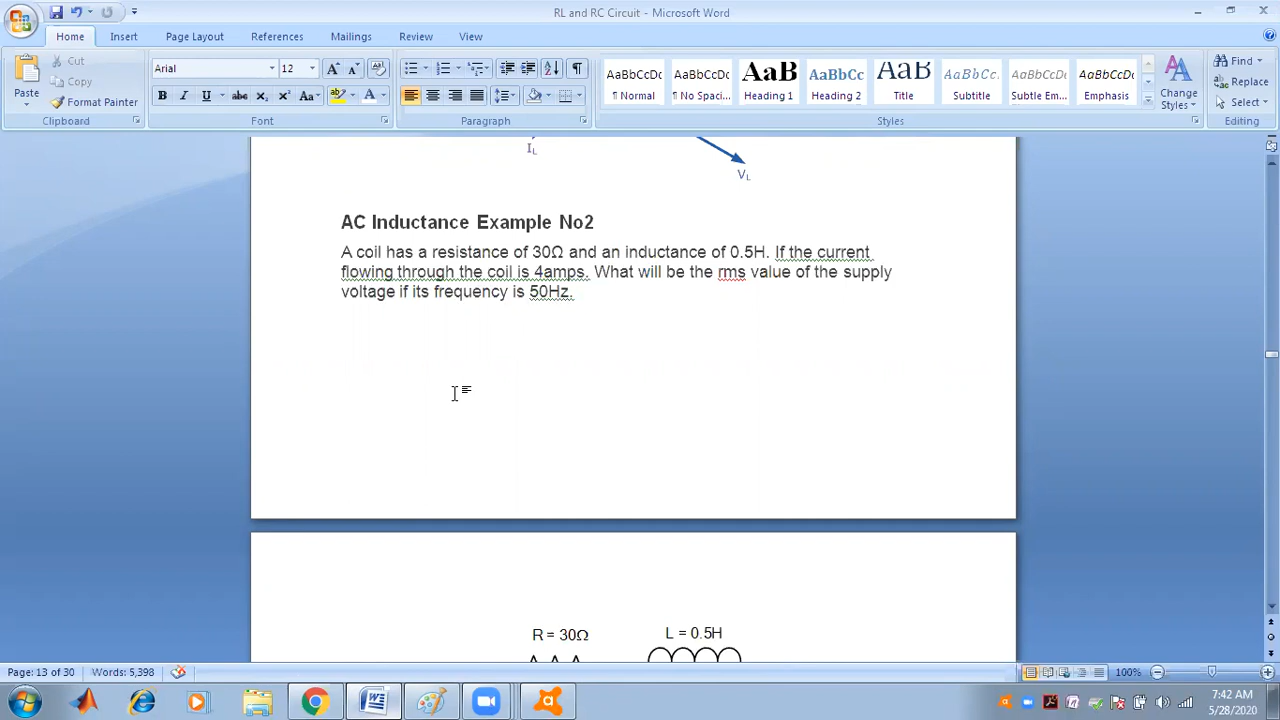 RL and RC Circuit - Microsoft Word
Home Insert Page Layout References Mailings Review View
Paste
Cut
Copy
Format Painter
Clipboard
Arial 12
Font
Paragraph
AaBbCcDc AaBbCcDc AaB AaBbCc AaB AaBbCc AaBbCcDc AaBbCcDc
¶ Normal ¶ No Spaci... Heading 1 Heading 2 Title Subtitle Subtle Em... Emphasis
Change Styles
Styles
Find
Replace
Select
Editing
IL
VL
AC Inductance Example No2
A coil has a resistance of 30Ω and an inductance of 0.5H. If the current
flowing through the coil is 4amps. What will be the rms value of the supply
voltage if its frequency is 50Hz.
R = 30Ω L = 0.5H
Page: 13 of 30 Words: 5,398 100%
7:42 AM
5/28/2020